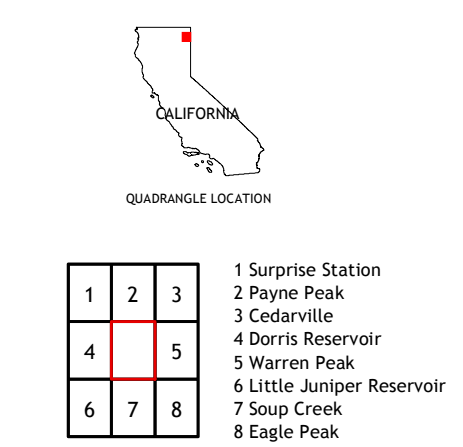 CALIFORNIA
QUADRANGLE LOCATION
1 2 3
4 5
6 7 8
1 Surprise Station
2 Payne Peak
3 Cedarville
4 Dorris Reservoir
5 Warren Peak
6 Little Juniper Reservoir
7 Soup Creek
8 Eagle Peak